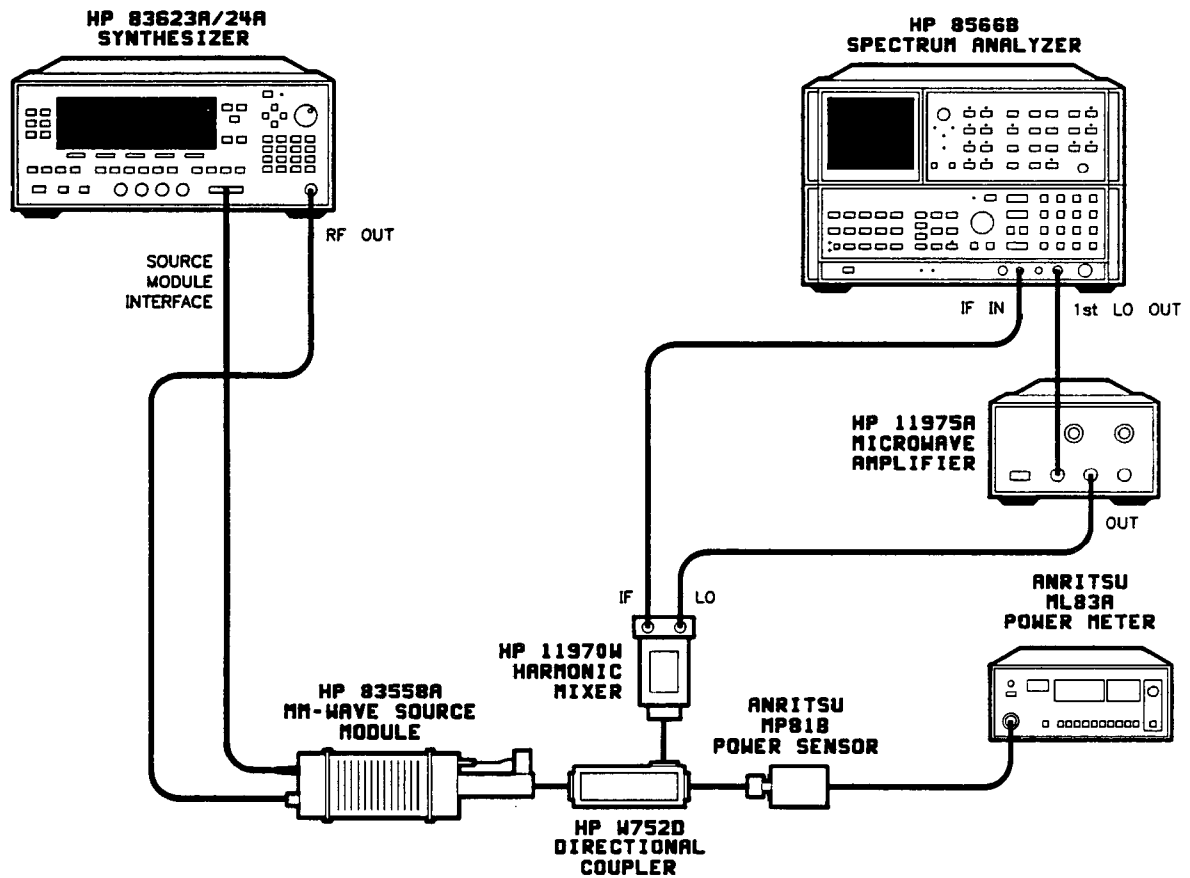 HP 83623A/24A
SYNTHESIZER
HP 8566B
SPECTRUM ANALYZER
RF OUT
SOURCE
MODULE
INTERFACE
IF IN
1st LO OUT
HP 11975A
MICROWAVE
AMPLIFIER
OUT
ANRITSU
ML83A
POWER METER
IF
LO
HP 11970W
HARMONIC
MIXER
HP 83558A
MM-WAVE SOURCE
MODULE
ANRITSU
MP81B
POWER SENSOR
HP W752D
DIRECTIONAL
COUPLER